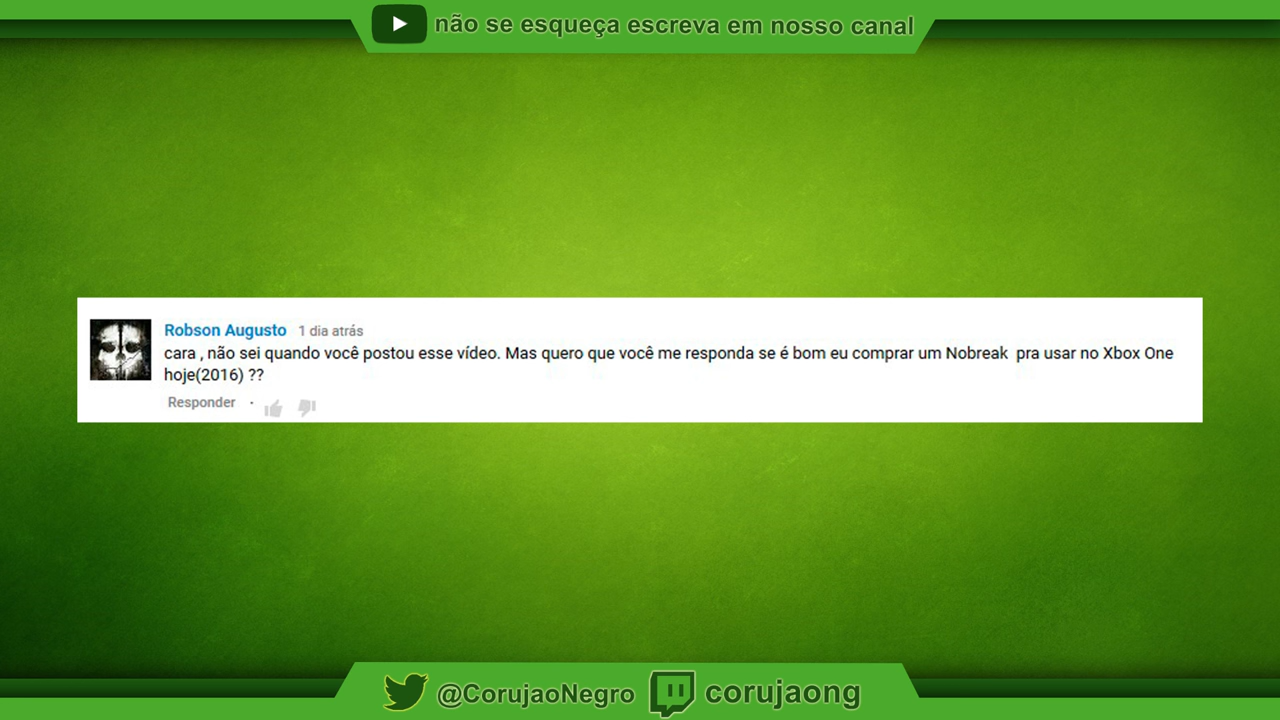 não se esqueça escreva em nosso canal
Robson Augusto 1 dia atrás
cara , não sei quando você postou esse vídeo. Mas quero que você me responda se é bom eu comprar um Nobreak pra usar no Xbox One
hoje(2016) ??
Responder ·
@CorujaoNegro corujaong